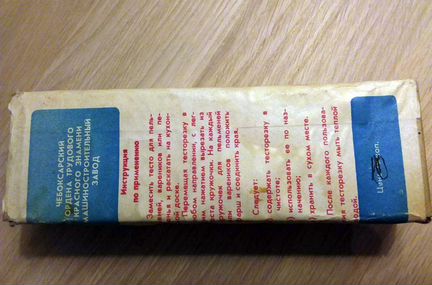 ЧЕБОКСАРСКИЙ
ОРДЕНА ТРУДОВОГО
КРАСНОГО ЗНАМЕНИ
МАШИНОСТРОИТЕЛЬНЫЙ
ЗАВОД
Инструкция
по применению
Замесить тесто для пель-
меней, вареников или пе-
и раскатать на кухон-
ной доске.
Перемещая тесторезку в
любом направлении, с лег-
ким нажатием вырезать из
теста кружочки. На каждый
кружочек для пельменей
или вареников положить
фарш и соединить края.
Следует:
содержать тесторезку в
чистоте;
использовать ее по наз-
начению;
хранить в сухом месте.
После каждого пользова-
ния тесторезку мыть теплой
водой.